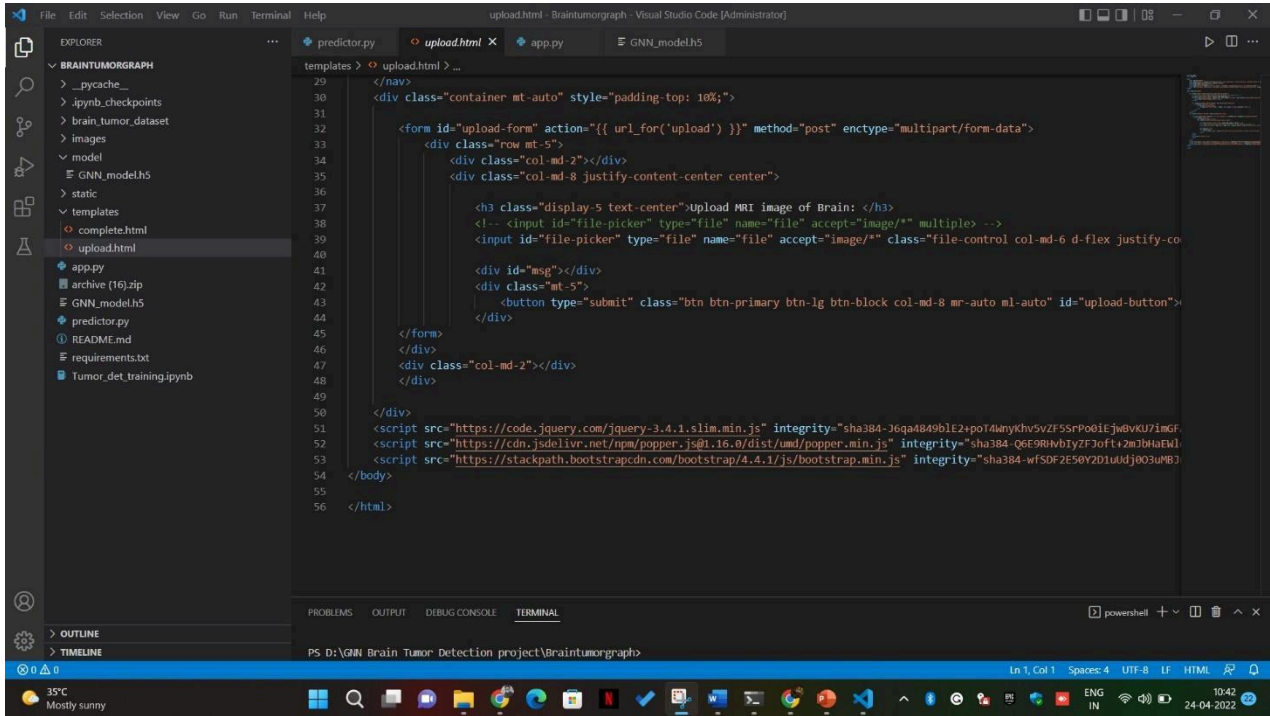 File Edit Selection View Go Run Terminal Help
upload.html - Braintumorgraph - Visual Studio Code [Administrator]
EXPLORER
predictor.py
upload.html
app.py
GNN_model.h5
BRAINTUMORGRAPH
__pycache__
.ipynb_checkpoints
brain_tumor_dataset
images
model
GNN_model.h5
static
templates
complete.html
upload.html
app.py
archive (16).zip
GNN_model.h5
predictor.py
README.md
requirements.txt
Tumor_det_training.ipynb
OUTLINE
TIMELINE
templates > upload.html > ...
29 </nav>
30 <div class="container mt-auto" style="padding-top: 10%;">
31
32 <form id="upload-form" action="{{ url_for('upload') }}" method="post" enctype="multipart/form-data">
33 <div class="row mt-5">
34 <div class="col-md-2"></div>
35 <div class="col-md-8 justify-content-center center">
36
37 <h3 class="display-5 text-center">Upload MRI image of Brain: </h3>
38 <!-- <input id="file-picker" type="file" name="file" accept="image/*" multiple> -->
39 <input id="file-picker" type="file" name="file" accept="image/*" class="file-control col-md-6 d-flex justify-co
40
41 <div id="msg"></div>
42 <div class="mt-5">
43 <button type="submit" class="btn btn-primary btn-lg btn-block col-md-8 mr-auto ml-auto" id="upload-button">
44 </div>
45 </form>
46 </div>
47 <div class="col-md-2"></div>
48 </div>
49
50 </div>
51 <script src="https://code.jquery.com/jquery-3.4.1.slim.min.js" integrity="sha384-J6qa4849blE2+poT4WnyKhv5vZF5SrPo0iEjwBvKU7imGF
52 <script src="https://cdn.jsdelivr.net/npm/popper.js@1.16.0/dist/umd/popper.min.js" integrity="sha384-Q6E9RHvbIyZFJoft+2mJbHaEWl
53 <script src="https://stackpath.bootstrapcdn.com/bootstrap/4.4.1/js/bootstrap.min.js" integrity="sha384-wfSDF2E50Y2D1uUdj0O3uMBJ
54 </body>
55
56 </html>
PROBLEMS OUTPUT DEBUG CONSOLE TERMINAL
powershell
PS D:\GNN Brain Tumor Detection project\Braintumorgraph>
0 0
Ln 1, Col 1 Spaces: 4 UTF-8 LF HTML
35°C
Mostly sunny
ENG
IN
10:42
24-04-2022
22